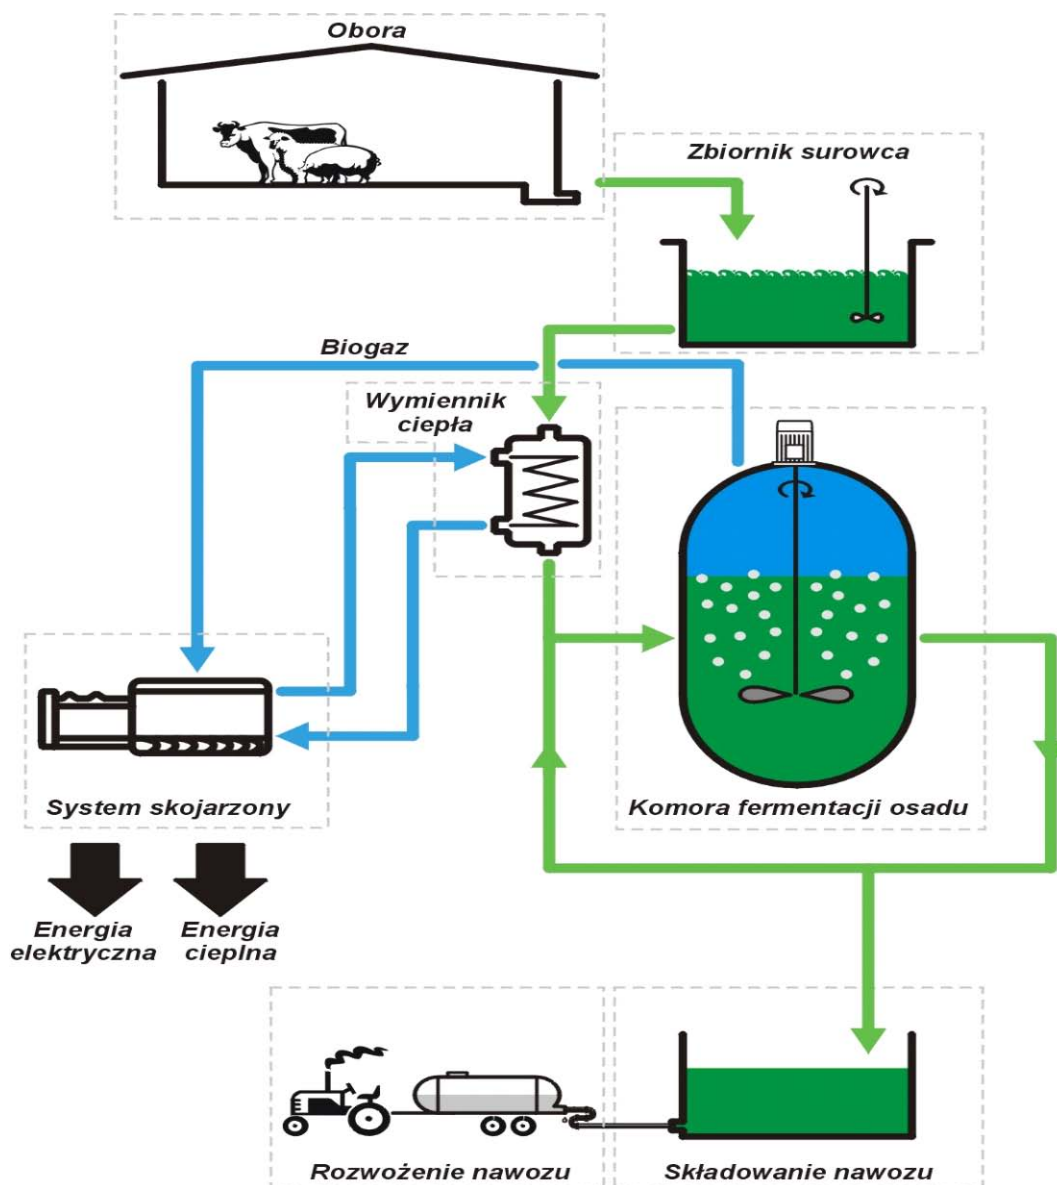 Obora
Zbiornik surowca
Biogaz
Wymiennik
ciepła
System skojarzony
Komora fermentacji osadu
Energia
elektryczna
Energia
cieplna
Rozwożenie nawozu
Składowanie nawozu